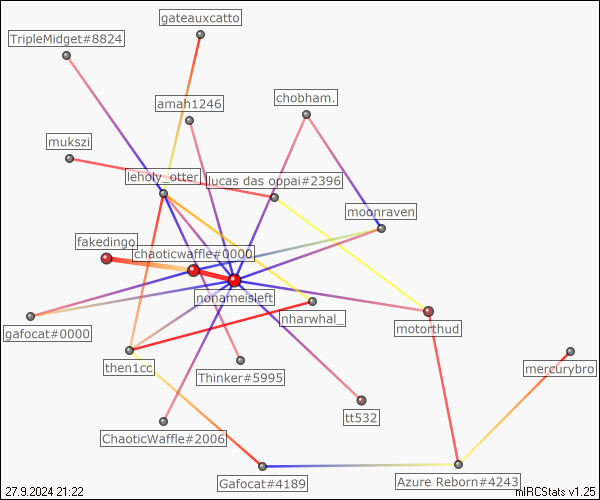 gateauxcatto
TripleMidget#8824
amah1246
chobham.
mukszi
leholy_otter
lucas das oppai#2396
moonraven
fakedingo
chaoticwaffle#0000
nonameisleft
nharwhal_
gafocat#0000
motorthud
then1cc
Thinker#5995
mercurybro
tt532
ChaoticWaffle#2006
Gafocat#4189
Azure Reborn#4243
27.9.2024 21:22
mIRCStats v1.25